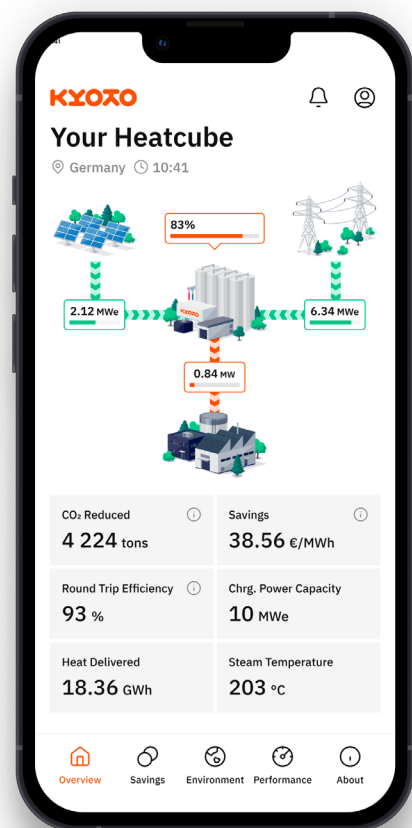 KYOTO
Your Heatcube
Germany 10:41
83%
KYOTO
2.12 MWe
6.34 MWe
0.84 MW
CO₂ Reduced
4 224 tons
Savings
38.56 €/MWh
Round Trip Efficiency
93 %
Chrg. Power Capacity
10 MWe
Heat Delivered
18.36 GWh
Steam Temperature
203 °C
Overview
Savings
Environment
Performance
About